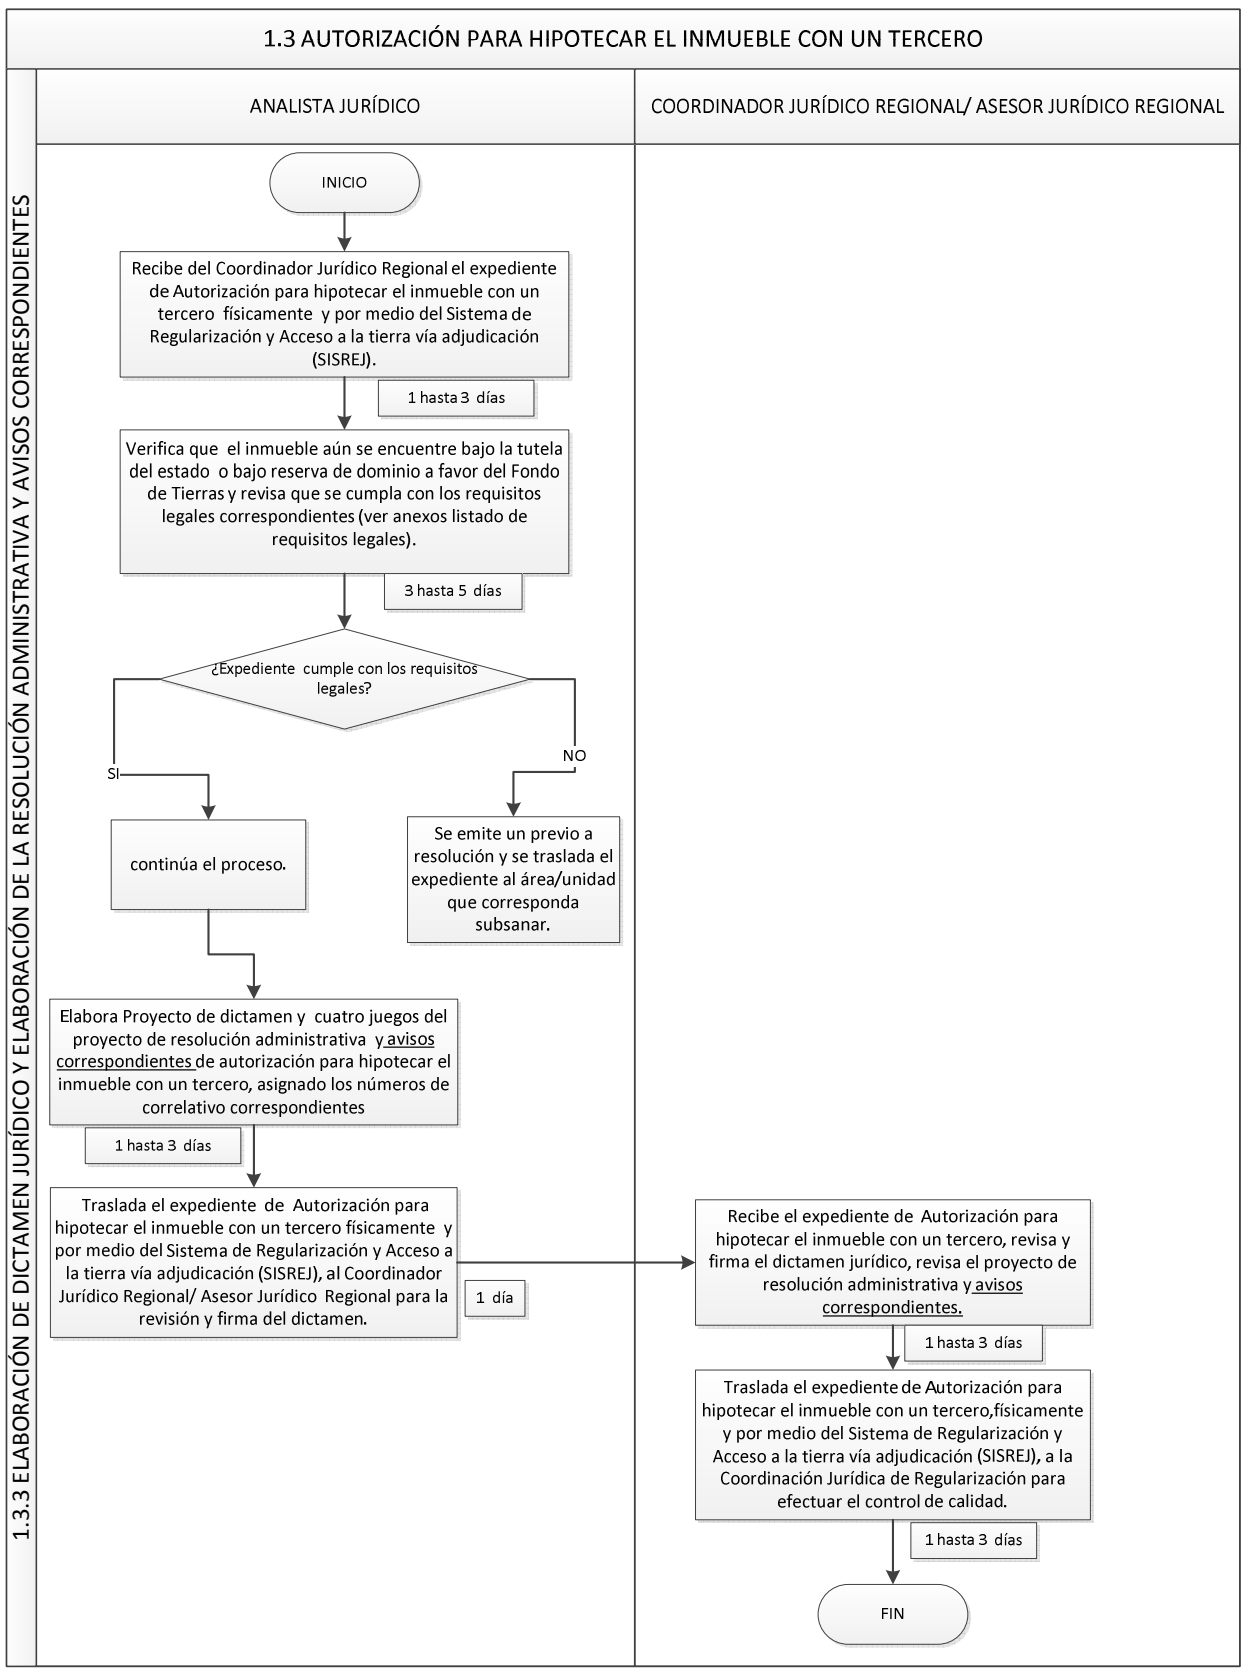 1.3 AUTORIZACIÓN PARA HIPOTECAR EL INMUEBLE CON UN TERCERO
1.3.3 ELABORACIÓN DE DICTAMEN JURÍDICO Y ELABORACIÓN DE LA RESOLUCIÓN ADMINISTRATIVA Y AVISOS CORRESPONDIENTES
ANALISTA JURÍDICO
COORDINADOR JURÍDICO REGIONAL/ ASESOR JURÍDICO REGIONAL
INICIO
Recibe del Coordinador Jurídico Regional el expediente
de Autorización para hipotecar el inmueble con un
tercero físicamente y por medio del Sistema de
Regularización y Acceso a la tierra vía adjudicación
(SISREJ).
1 hasta 3 días
Verifica que el inmueble aún se encuentre bajo la tutela
del estado o bajo reserva de dominio a favor del Fondo
de Tierras y revisa que se cumpla con los requisitos
legales correspondientes (ver anexos listado de
requisitos legales).
3 hasta 5 días
¿Expediente cumple con los requisitos
legales?
SI
NO
continúa el proceso.
Se emite un previo a
resolución y se traslada el
expediente al área/unidad
que corresponda
subsanar.
Elabora Proyecto de dictamen y cuatro juegos del
proyecto de resolución administrativa y avisos
correspondientes de autorización para hipotecar el
inmueble con un tercero, asignado los números de
correlativo correspondientes
1 hasta 3 días
Traslada el expediente de Autorización para
hipotecar el inmueble con un tercero físicamente y
por medio del Sistema de Regularización y Acceso a
la tierra vía adjudicación (SISREJ), al Coordinador
Jurídico Regional/ Asesor Jurídico Regional para la
revisión y firma del dictamen.
1 día
Recibe el expediente de Autorización para
hipotecar el inmueble con un tercero, revisa y
firma el dictamen jurídico, revisa el proyecto de
resolución administrativa y avisos
correspondientes.
1 hasta 3 días
Traslada el expediente de Autorización para
hipotecar el inmueble con un tercero,físicamente
y por medio del Sistema de Regularización y
Acceso a la tierra vía adjudicación (SISREJ), a la
Coordinación Jurídica de Regularización para
efectuar el control de calidad.
1 hasta 3 días
FIN